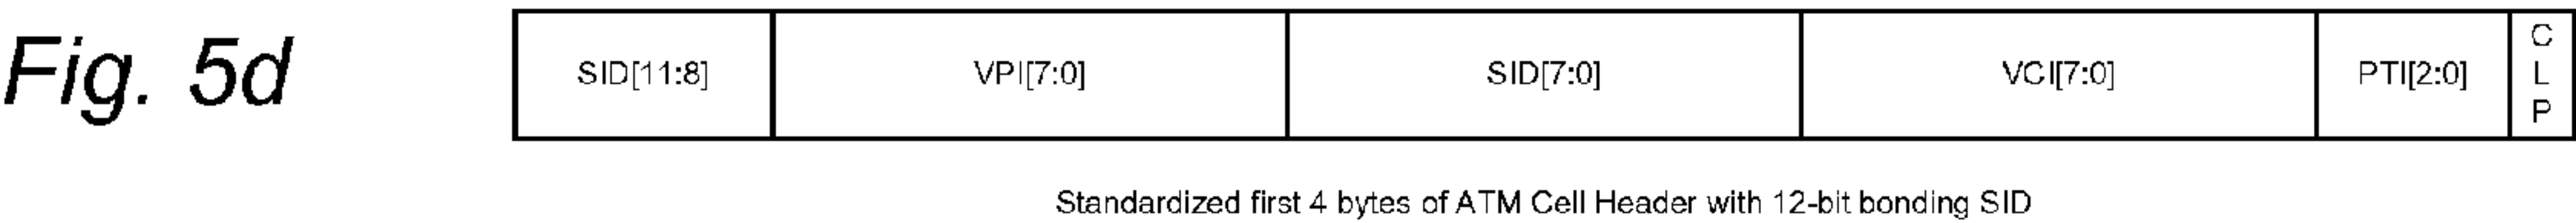 Fig. 5d
SID[11:8] VPI[7:0] SID[7:0] VCI[7:0] PTI[2:0] CLP
Standardized first 4 bytes of ATM Cell Header with 12-bit bonding SID